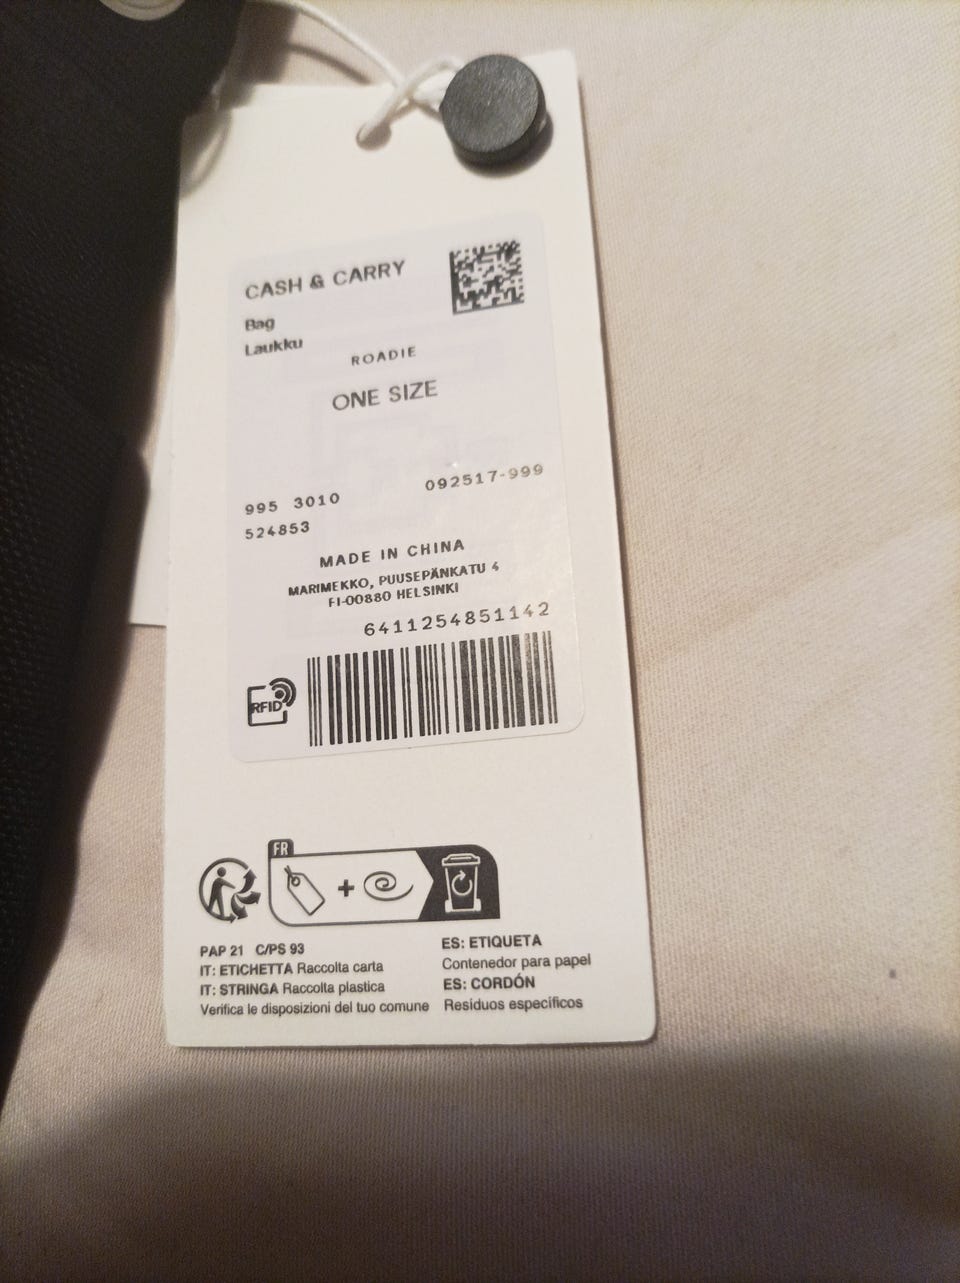 CASH & CARRY
Bag
Laukku
ROADIE
ONE SIZE
995 3010
092517-999
524853
MADE IN CHINA
MARIMEKKO, PUUSEPÄNKATU 4
FI-00880 HELSINKI
6411254851142
RFID
FR
PAP 21 C/PS 93
IT: ETICHETTA Raccolta carta
IT: STRINGA Raccolta plastica
Verifica le disposizioni del tuo comune
ES: ETIQUETA
Contenedor para papel
ES: CORDÓN
Residuos específicos